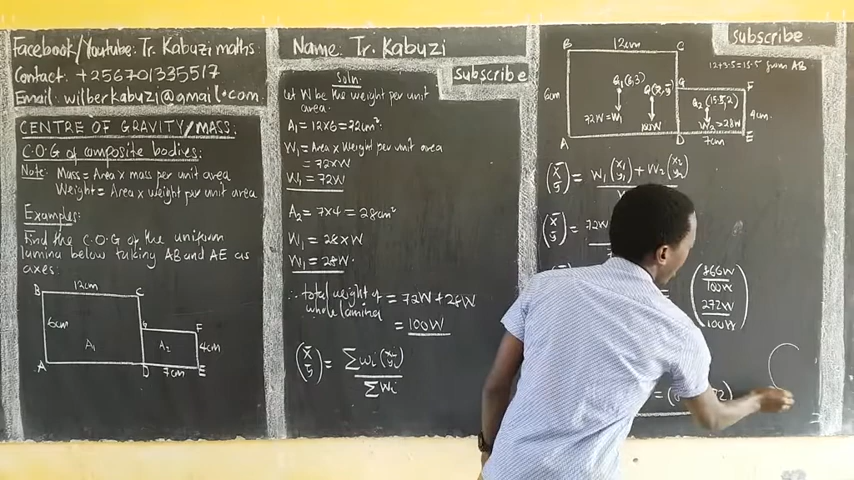 Facebook/Youtube: Tr. Kabuzi maths
Contact: +256701335517
Email: wilberkabuzi@gmail.com
CENTRE OF GRAVITY/MASS:
C.O.G of composite bodies:
Note: Mass = Area x mass per unit area
Weight = Area x weight per unit area
Examples:
Find the C.O.G of the uniform
lamina below taking AB and AE as
axes:
12cm
B C
6cm
A1
G F
A2 4cm
A D 7cm E
Name: Tr. Kabuzi
subscribe
Soln:
let W be the weight per unit
area.
A1 = 12x6 = 72cm²
W1 = Area x Weight per unit area
= 72xW
W1 = 72W
A2 = 7x4 = 28cm²
W1 = 28xW
W1 = 28W.
∴ total weight of = 72W + 28W
whole lamina
= 100W
(x̄ ȳ) = ∑wi(xi yi)
∑wi
subscribe
12+3.5=15.5 from AB
B 12cm C
6cm
G1(6,3)
G(x̄,ȳ)
G F
G2 (15.5,2)
72W=W1
100W
W2=28W
4cm
A D 7cm E
(x̄ ȳ) = W1(x1 y1) + W2(x2 y2)
(x̄ ȳ) = 72W
272W
100W
100W